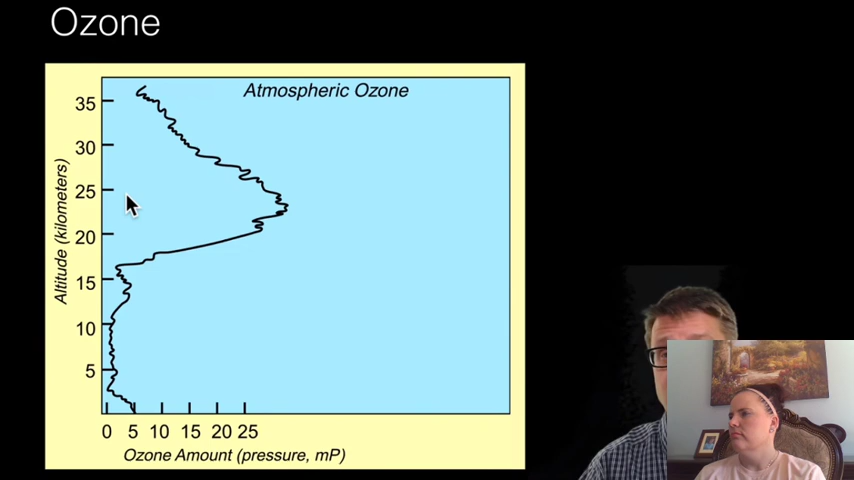 Ozone
Atmospheric Ozone
35
30
25
20
15
10
5
Altitude (kilometers)
0 5 10 15 20 25
Ozone Amount (pressure, mP)